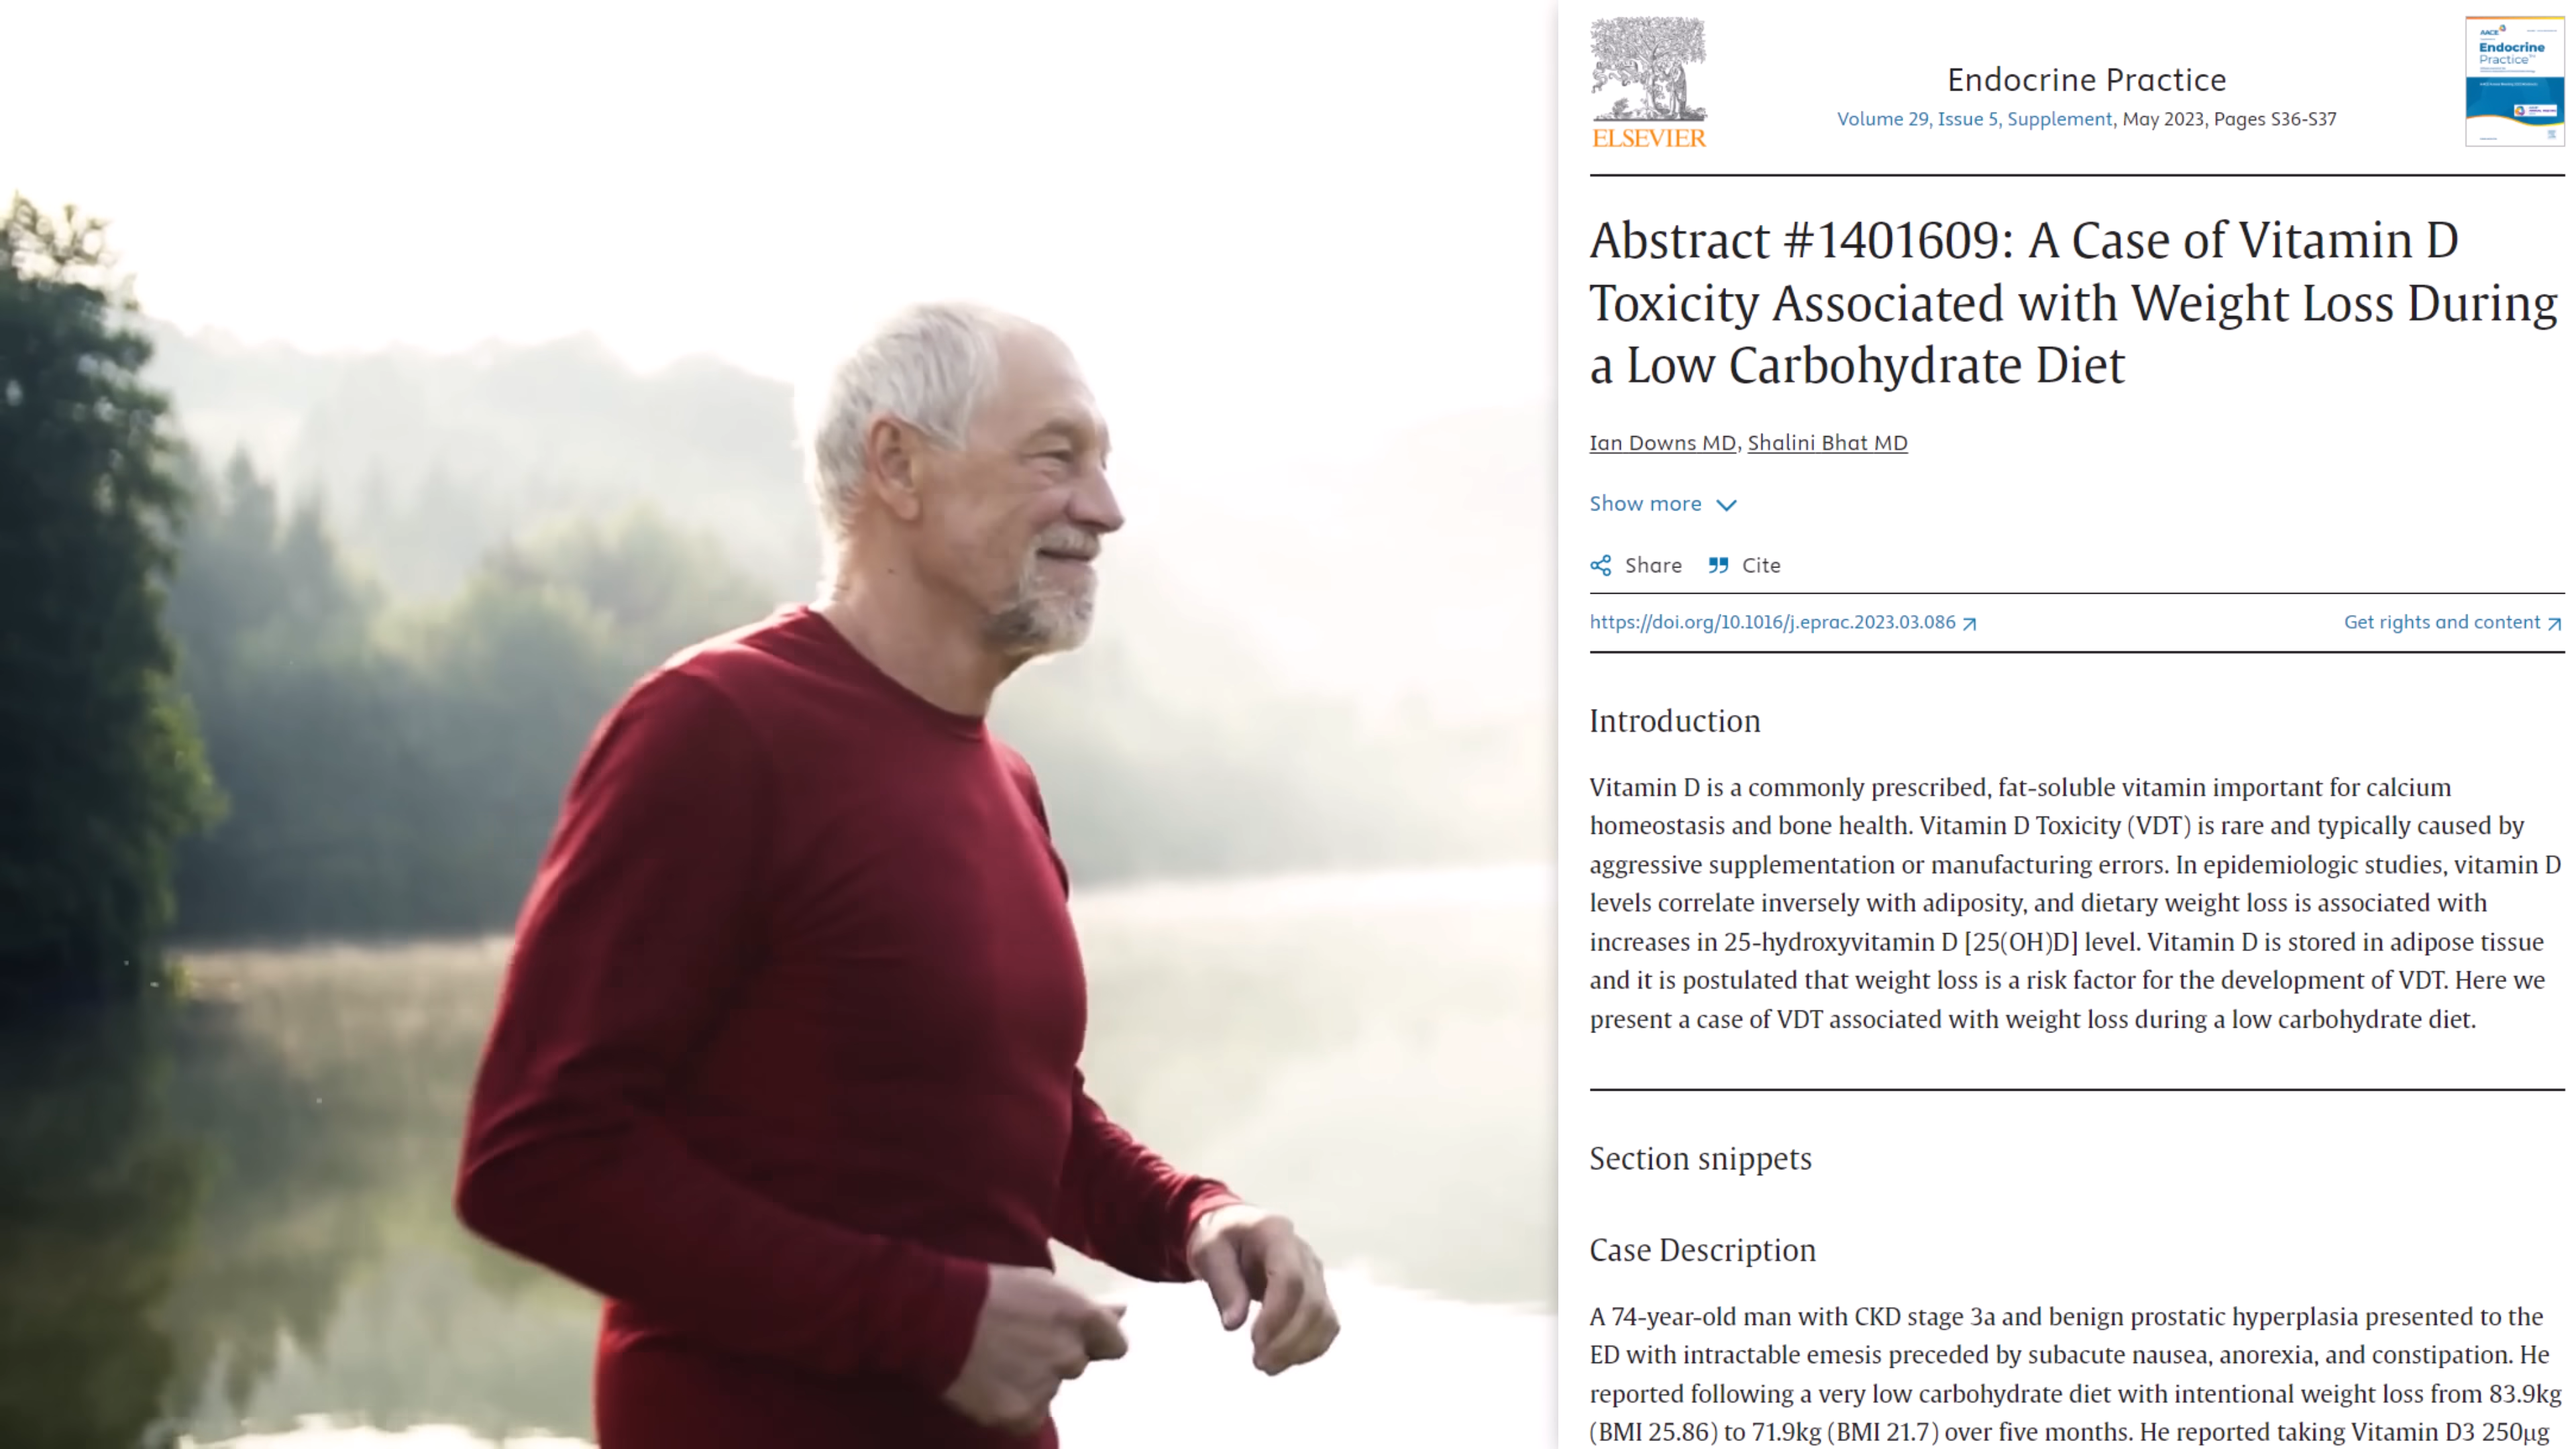 ELSEVIER
Endocrine Practice
Volume 29, Issue 5, Supplement, May 2023, Pages S36-S37
AACE
Endocrine
Practice
Abstract #1401609: A Case of Vitamin D
Toxicity Associated with Weight Loss During
a Low Carbohydrate Diet
Ian Downs MD, Shalini Bhat MD
Show more
Share Cite
https://doi.org/10.1016/j.eprac.2023.03.086
Get rights and content
Introduction
Vitamin D is a commonly prescribed, fat-soluble vitamin important for calcium
homeostasis and bone health. Vitamin D Toxicity (VDT) is rare and typically caused by
aggressive supplementation or manufacturing errors. In epidemiologic studies, vitamin D
levels correlate inversely with adiposity, and dietary weight loss is associated with
increases in 25-hydroxyvitamin D [25(OH)D] level. Vitamin D is stored in adipose tissue
and it is postulated that weight loss is a risk factor for the development of VDT. Here we
present a case of VDT associated with weight loss during a low carbohydrate diet.
Section snippets
Case Description
A 74-year-old man with CKD stage 3a and benign prostatic hyperplasia presented to the
ED with intractable emesis preceded by subacute nausea, anorexia, and constipation. He
reported following a very low carbohydrate diet with intentional weight loss from 83.9kg
(BMI 25.86) to 71.9kg (BMI 21.7) over five months. He reported taking Vitamin D3 250µg